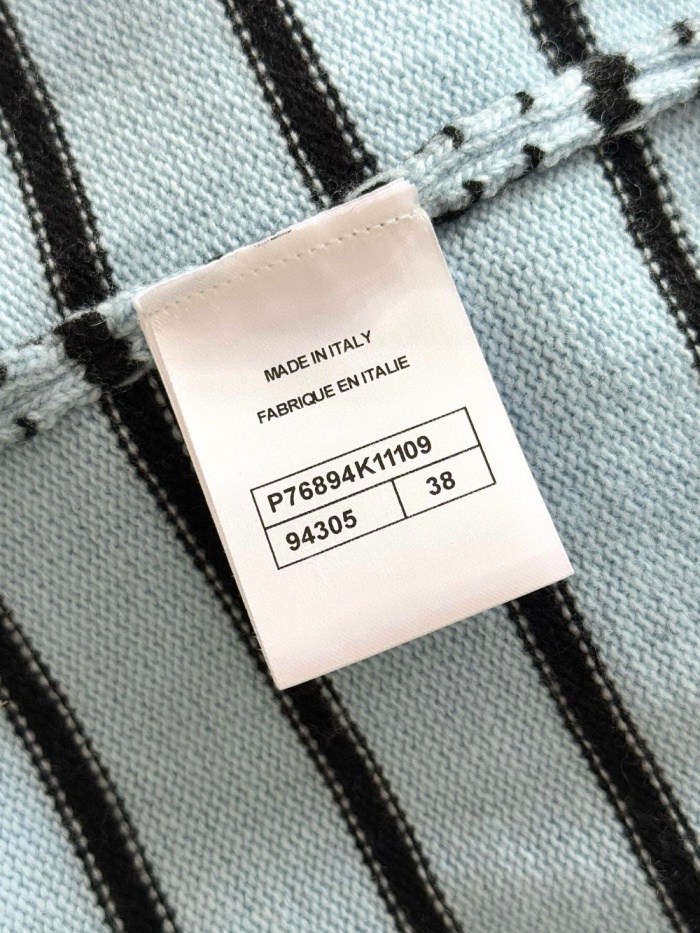 MADE IN ITALY
FABRIQUE EN ITALIE
P76894K11109
94305 38